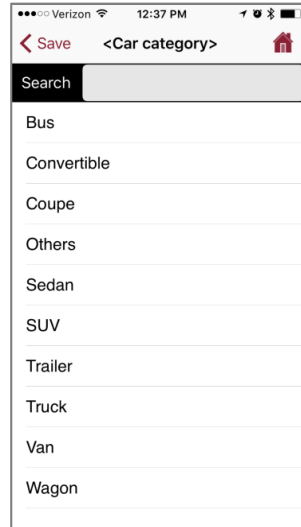 Verizon 12:37 PM
Save <Car category>
Search
Bus
Convertible
Coupe
Others
Sedan
SUV
Trailer
Truck
Van
Wagon